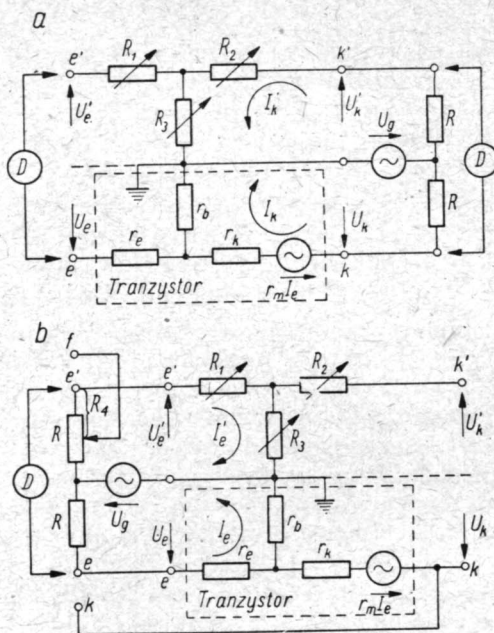 a
e' R₁ R₂ k'
U'e R₃ I'k U'k Ug R
D D
Ue rb Ik Uk R
e re rk k
Tranzystor rmIe
b
f
e' e' R₁ R₂ k'
R R₄ U'e I'e R₃ U'k
D
Ug
R Ue Ie rb Uk
e e re rk k
k Tranzystor rmIe